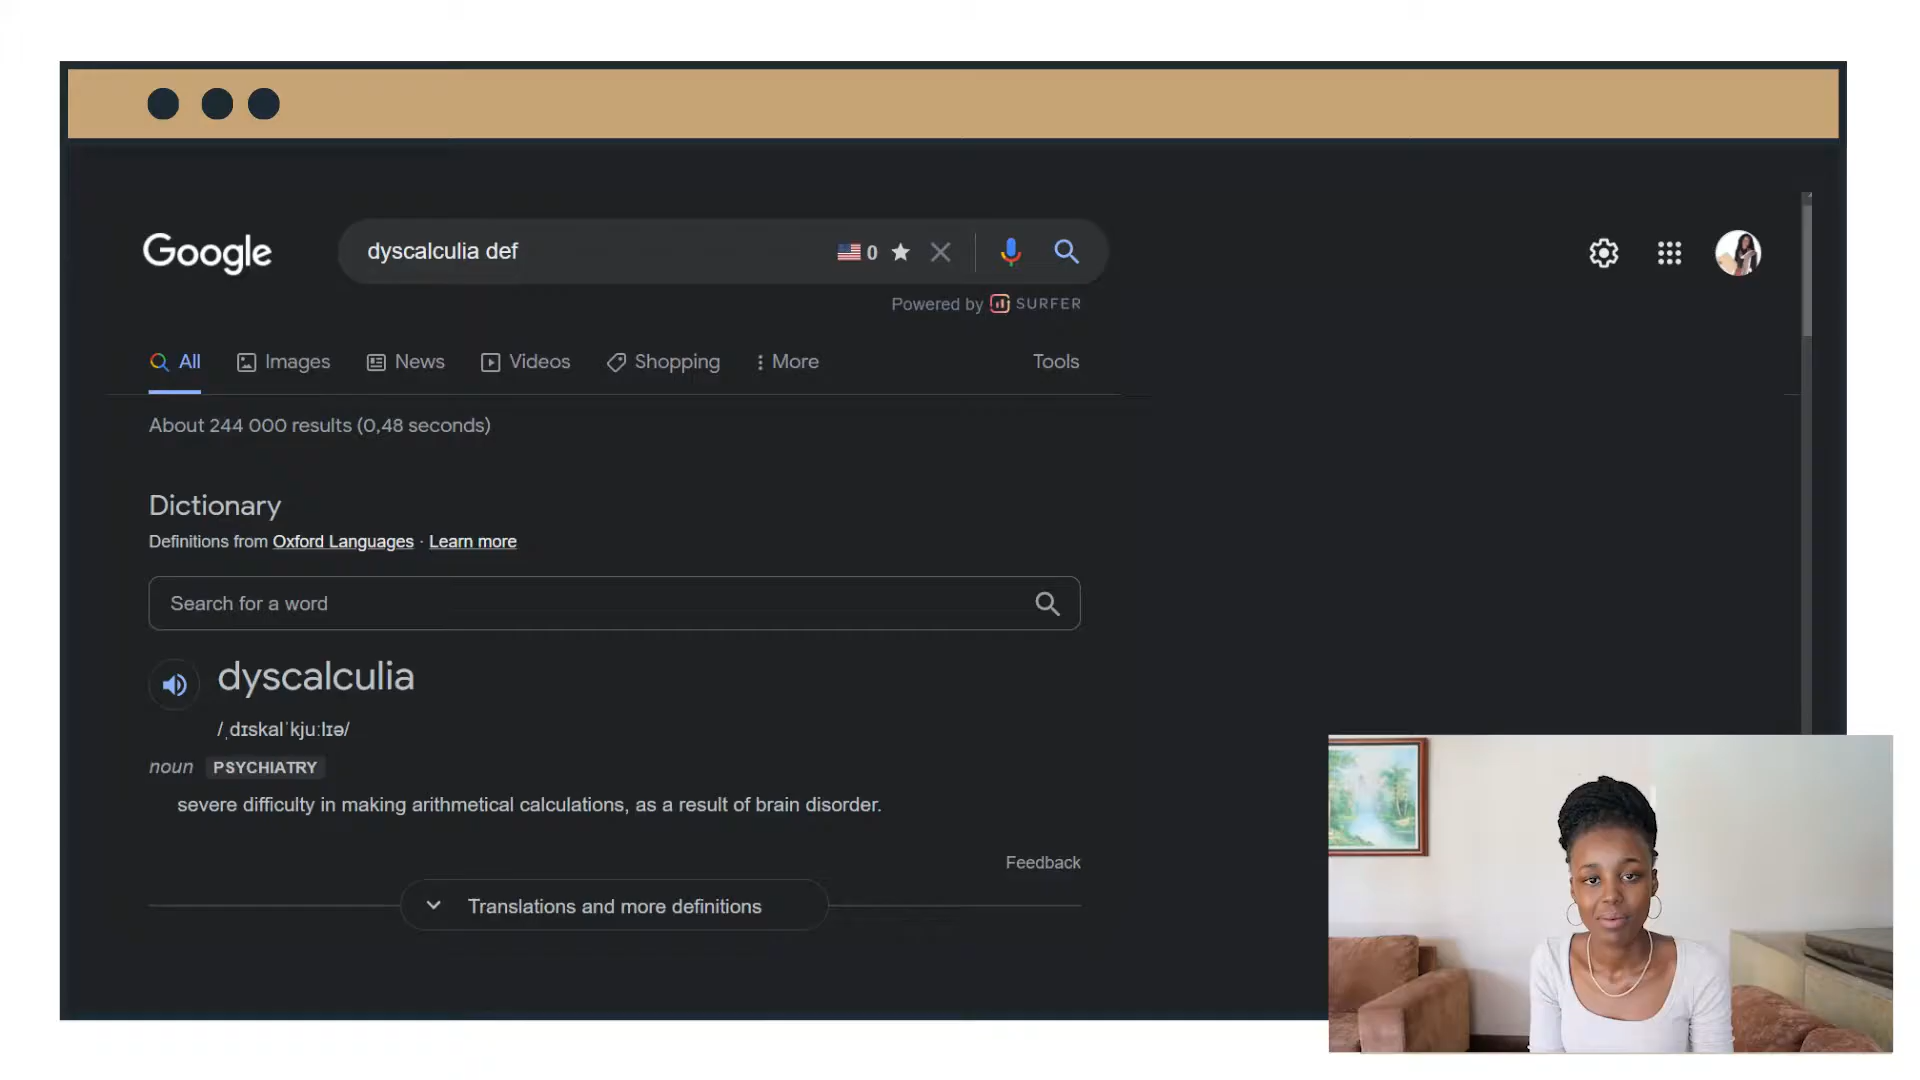 Google
dyscalculia def
0
Powered by SURFER
All Images News Videos Shopping More Tools
About 244 000 results (0,48 seconds)
Dictionary
Definitions from Oxford Languages · Learn more
Search for a word
dyscalculia
/ˌdɪskalˈkjuːlɪə/
noun PSYCHIATRY
severe difficulty in making arithmetical calculations, as a result of brain disorder.
Feedback
Translations and more definitions